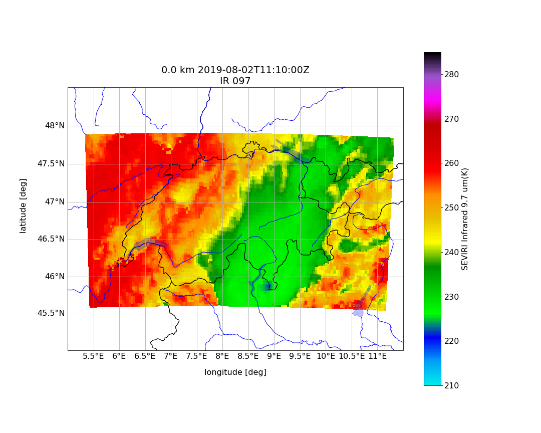 0.0 km 2019-08-02T11:10:00Z
IR 097
latitude [deg]
48°N
47.5°N
47°N
46.5°N
46°N
45.5°N
5.5°E 6°E 6.5°E 7°E 7.5°E 8°E 8.5°E 9°E 9.5°E 10°E 10.5°E 11°E
longitude [deg]
280
270
260
250
240
230
220
210
SEVIRI Infrared 9.7 um(K)